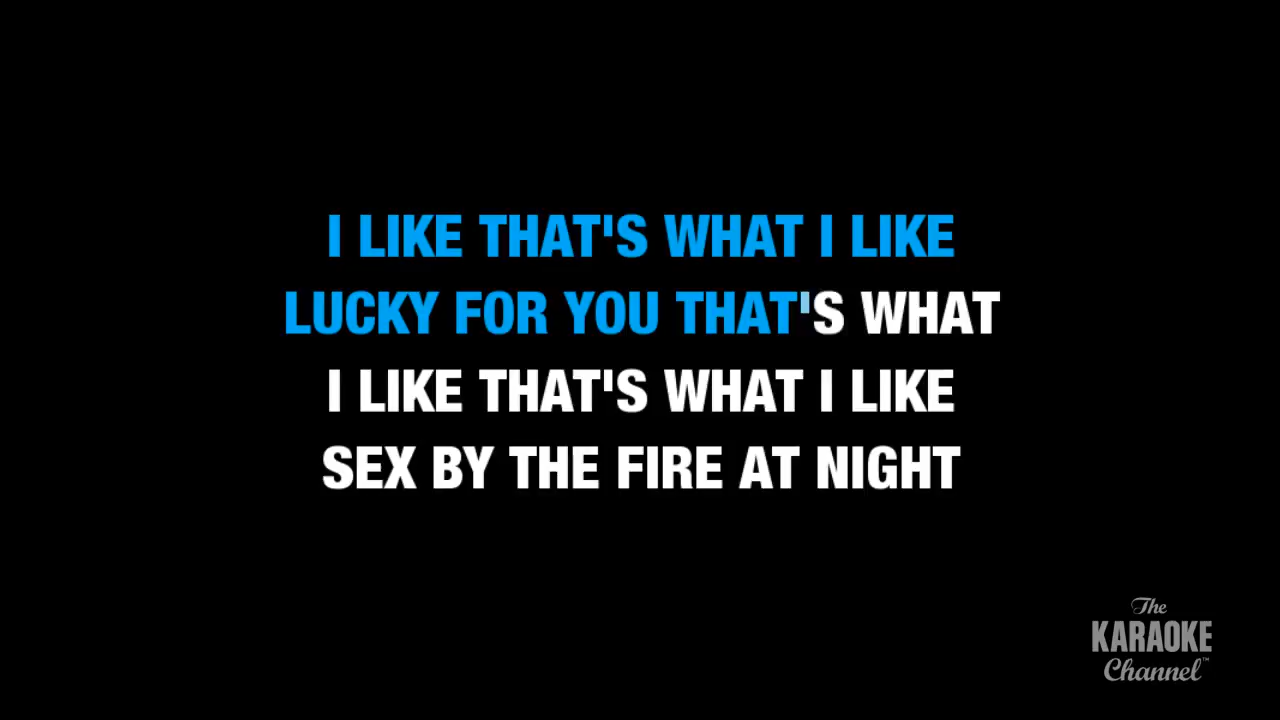 I LIKE THAT'S WHAT I LIKE
LUCKY FOR YOU THAT'S WHAT
I LIKE THAT'S WHAT I LIKE
SEX BY THE FIRE AT NIGHT
The
KARAOKE
Channel™